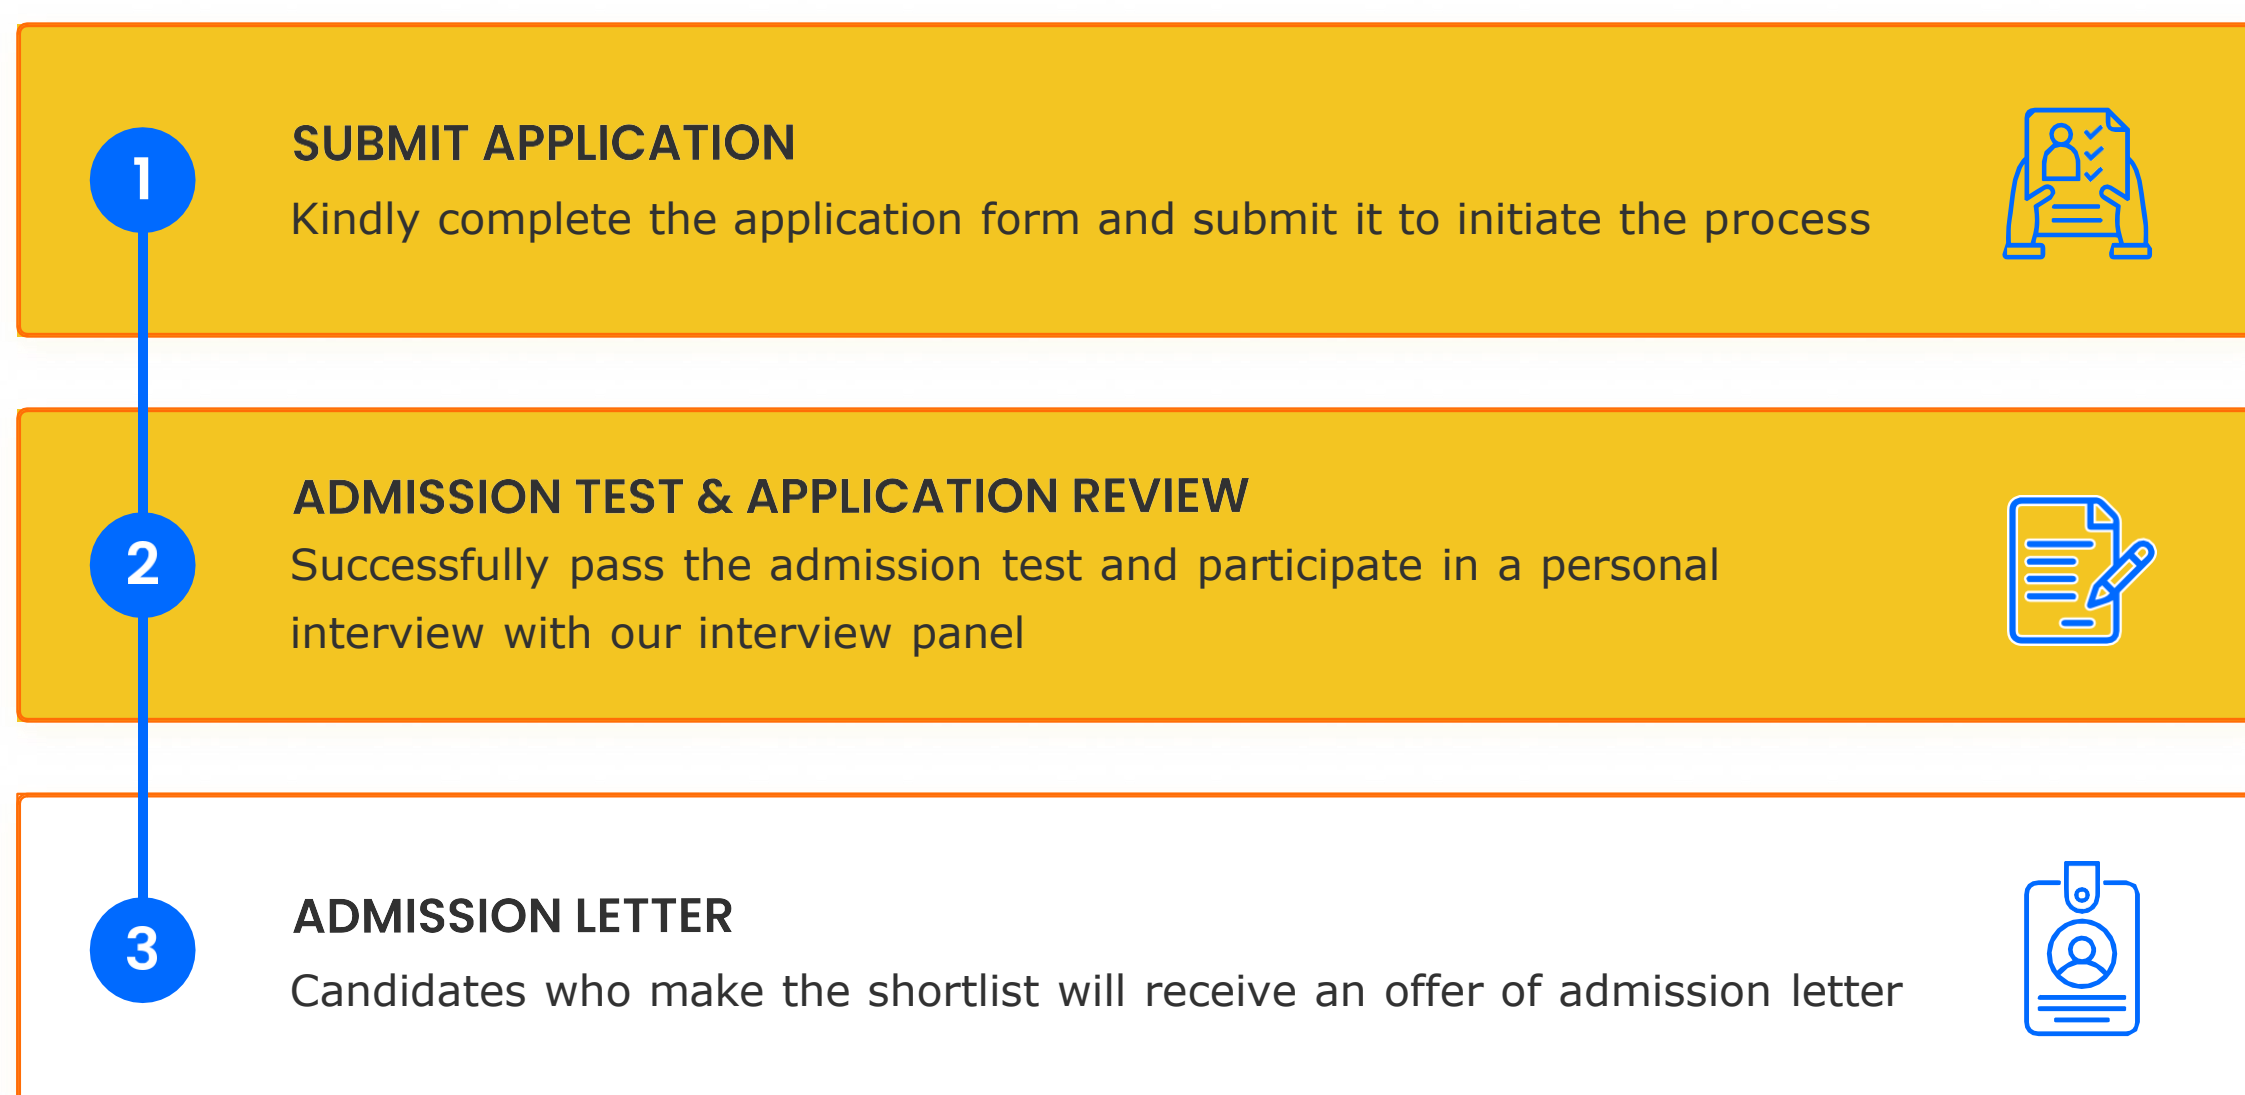 1
SUBMIT APPLICATION
Kindly complete the application form and submit it to initiate the process
2
ADMISSION TEST & APPLICATION REVIEW
Successfully pass the admission test and participate in a personal
interview with our interview panel
3
ADMISSION LETTER
Candidates who make the shortlist will receive an offer of admission letter